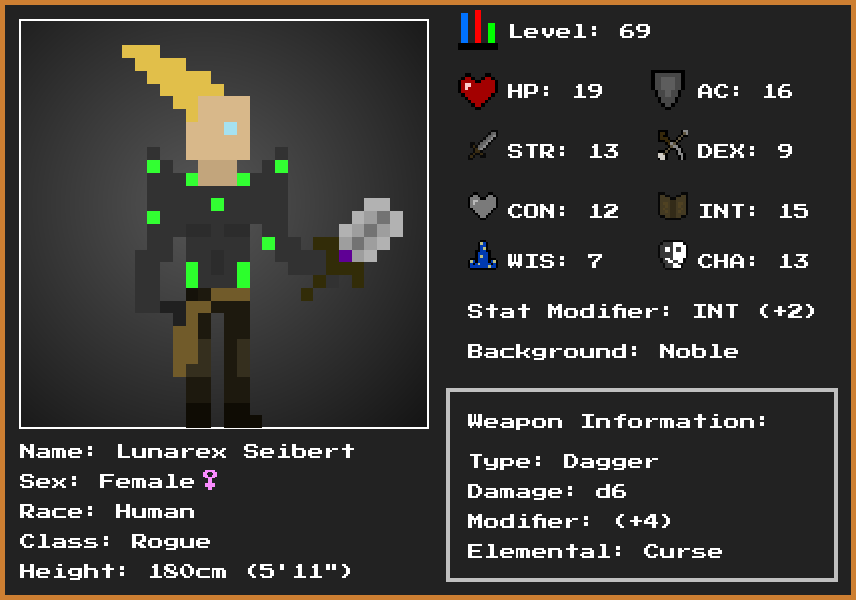 Level: 69
HP: 19
AC: 16
STR: 13
DEX: 9
CON: 12
INT: 15
WIS: 7
CHA: 13
Stat Modifier: INT (+2)
Background: Noble
Weapon Information:
Type: Dagger
Damage: d6
Modifier: (+4)
Elemental: Curse
Name: Lunarex Seibert
Sex: Female♀
Race: Human
Class: Rogue
Height: 180cm (5'11")